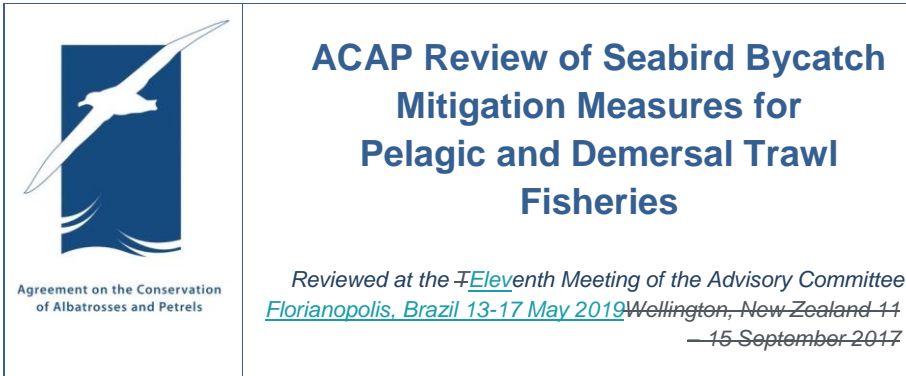 ACAP Review of Seabird Bycatch
Mitigation Measures for
Pelagic and Demersal Trawl
Fisheries
Reviewed at the TEleventh Meeting of the Advisory Committee
Florianopolis, Brazil 13-17 May 2019Wellington, New Zealand 11
– 15 September 2017
Agreement on the Conservation
of Albatrosses and Petrels